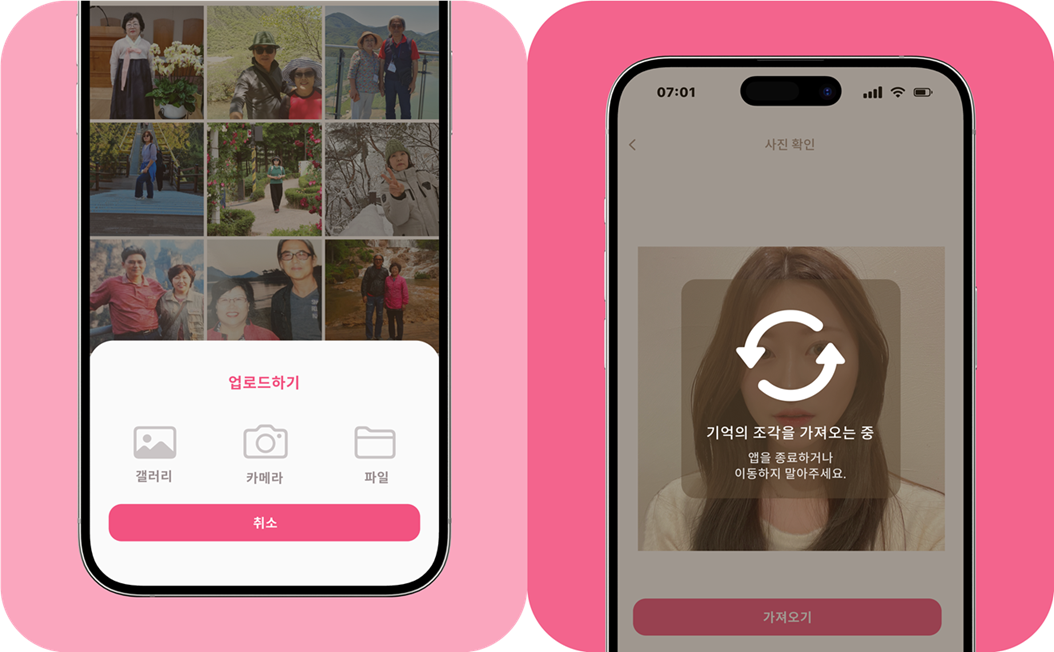 업로드하기
갤러리
카메라
파일
취소
07:01
사진 확인
기억의 조각을 가져오는 중
앱을 종료하거나
이동하지 말아주세요.
가져오기